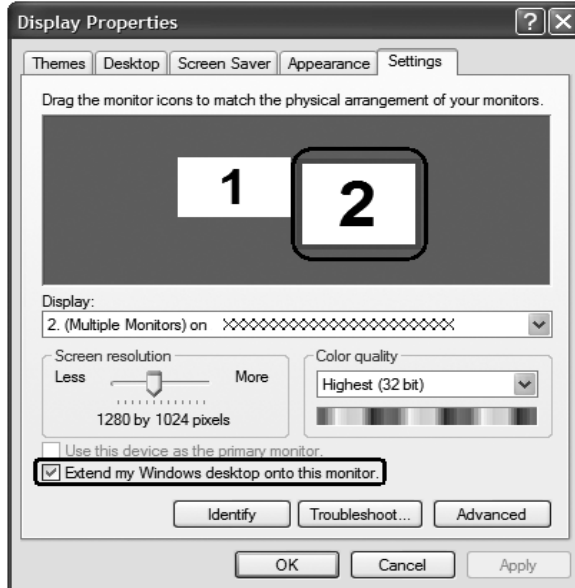 Display Properties
Themes Desktop Screen Saver Appearance Settings
Drag the monitor icons to match the physical arrangement of your monitors.
1 2
Display:
2. (Multiple Monitors) on XXXXXXXXXXXXXXXXXXXXXXXX
Screen resolution Color quality
Less More Highest (32 bit)
1280 by 1024 pixels
Use this device as the primary monitor.
Extend my Windows desktop onto this monitor.
Identify Troubleshoot... Advanced
OK Cancel Apply